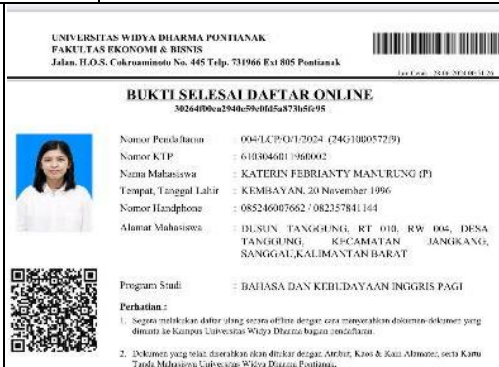 UNIVERSITAS WIDYA DHARMA PONTIANAK
FAKULTAS EKONOMI & BISNIS
Jalan. H.O.S. Cokroaminoto No. 445 Telp. 731966 Ext 805 Pontianak
BUKTI SELESAI DAFTAR ONLINE
Nomor Pendaftaran : 004/LCP/O/1/2024
Nomor KTP : 6103046011960002
Nama Mahasiswa : KATERIN FEBRIANTY MANURUNG (P)
Tempat, Tanggal Lahir : KEMBAYAN, 20 November 1996
Nomor Handphone : 085246007662 / 082357841144
Alamat Mahasiswa : DUSUN TANGGUNG, RT 010, RW 004, DESA
TANGGUNG, KECAMATAN JANGKANG,
SANGGAU,KALIMANTAN BARAT
Program Studi : BAHASA DAN KEBUDAYAAN INGGRIS PAGI
Perhatian :
1. Segera melakukan daftar ulang secara offline dengan cara menyerahkan dokumen-dokumen yang
diminta ke Kampus Universitas Widya Dharma bagian pendaftaran.
2. Dokumen yang telah diserahkan akan ditukar dengan Atribut, Kaos & Kain Almamater, serta Kartu
Tanda Mahasiswa Universitas Widya Dharma Pontianak.